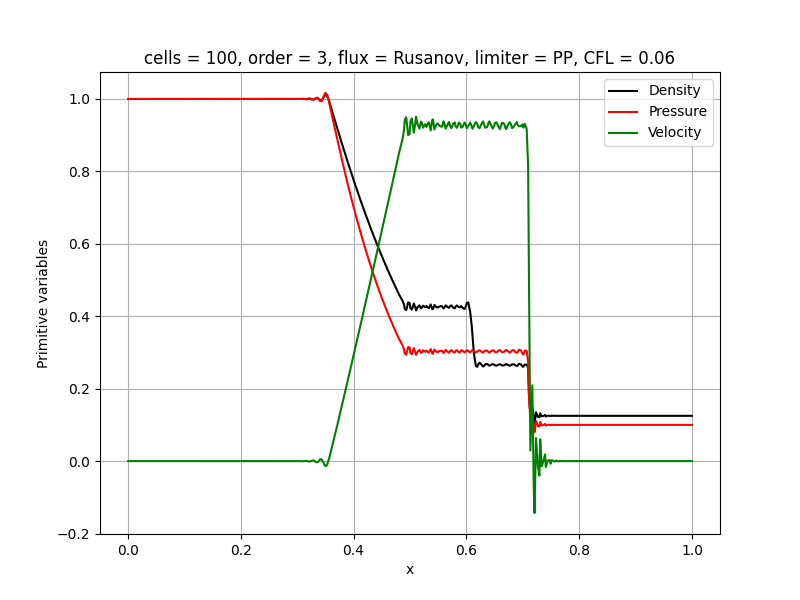 cells = 100, order = 3, flux = Rusanov, limiter = PP, CFL = 0.06
Density
Pressure
Velocity
Primitive variables
1.0
0.8
0.6
0.4
0.2
0.0
−0.2
0.0 0.2 0.4 0.6 0.8 1.0
x